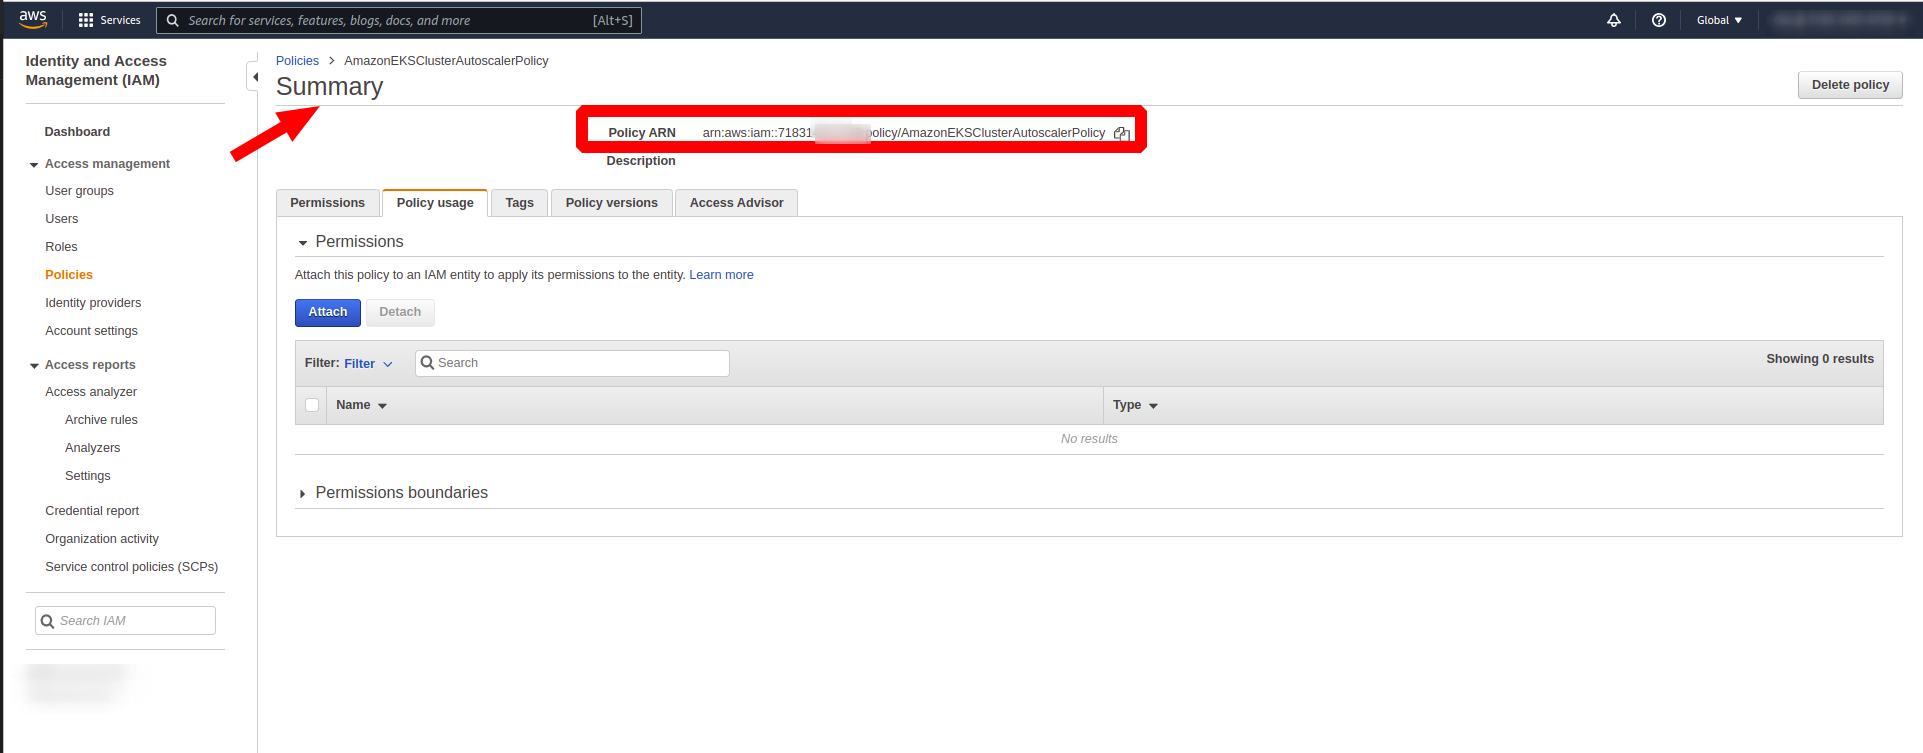 aws Services Search for services, features, blogs, docs, and more [Alt+S] Global
Identity and Access
Management (IAM)
Dashboard
Access management
User groups
Users
Roles
Policies
Identity providers
Account settings
Access reports
Access analyzer
Archive rules
Analyzers
Settings
Credential report
Organization activity
Service control policies (SCPs)
Search IAM
Policies AmazonEKSClusterAutoscalerPolicy
Summary
Delete policy
Policy ARN arn:aws:iam::71831 policy/AmazonEKSClusterAutoscalerPolicy
Description
Permissions Policy usage Tags Policy versions Access Advisor
Permissions
Attach this policy to an IAM entity to apply its permissions to the entity. Learn more
Attach Detach
Filter: Filter Search Showing 0 results
Name Type
No results
Permissions boundaries